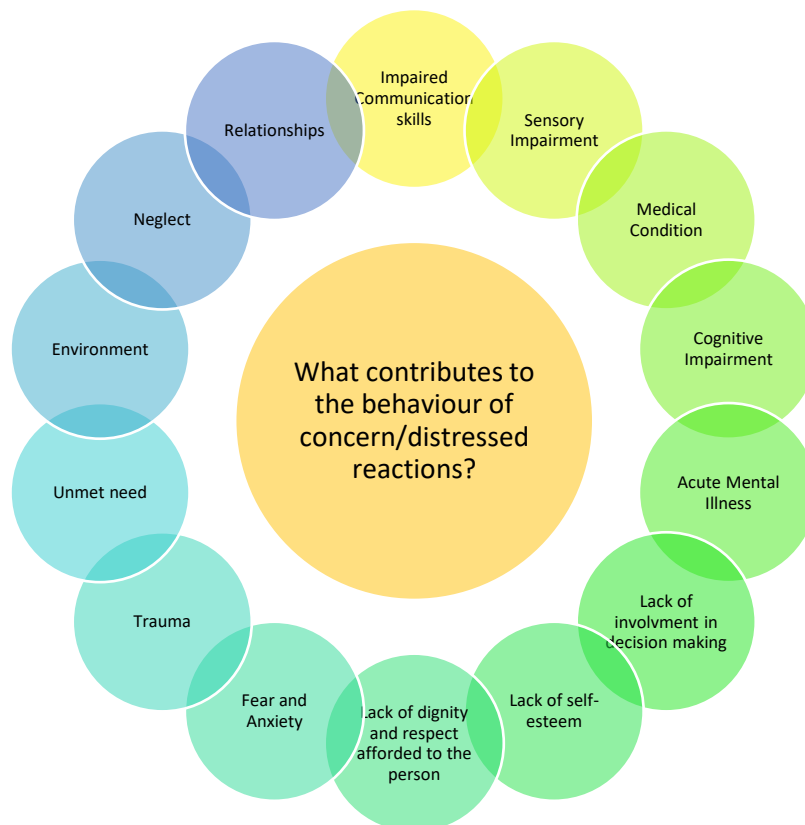 Impaired
Communication
skills
Sensory
Impairment
Medical
Condition
Cognitive
Impairment
Acute Mental
Illness
Lack of
involvment in
decision making
Lack of self-
esteem
Lack of dignity
and respect
afforded to the
person
Fear and
Anxiety
Trauma
Unmet need
Environment
Neglect
Relationships
What contributes to
the behaviour of
concern/distressed
reactions?